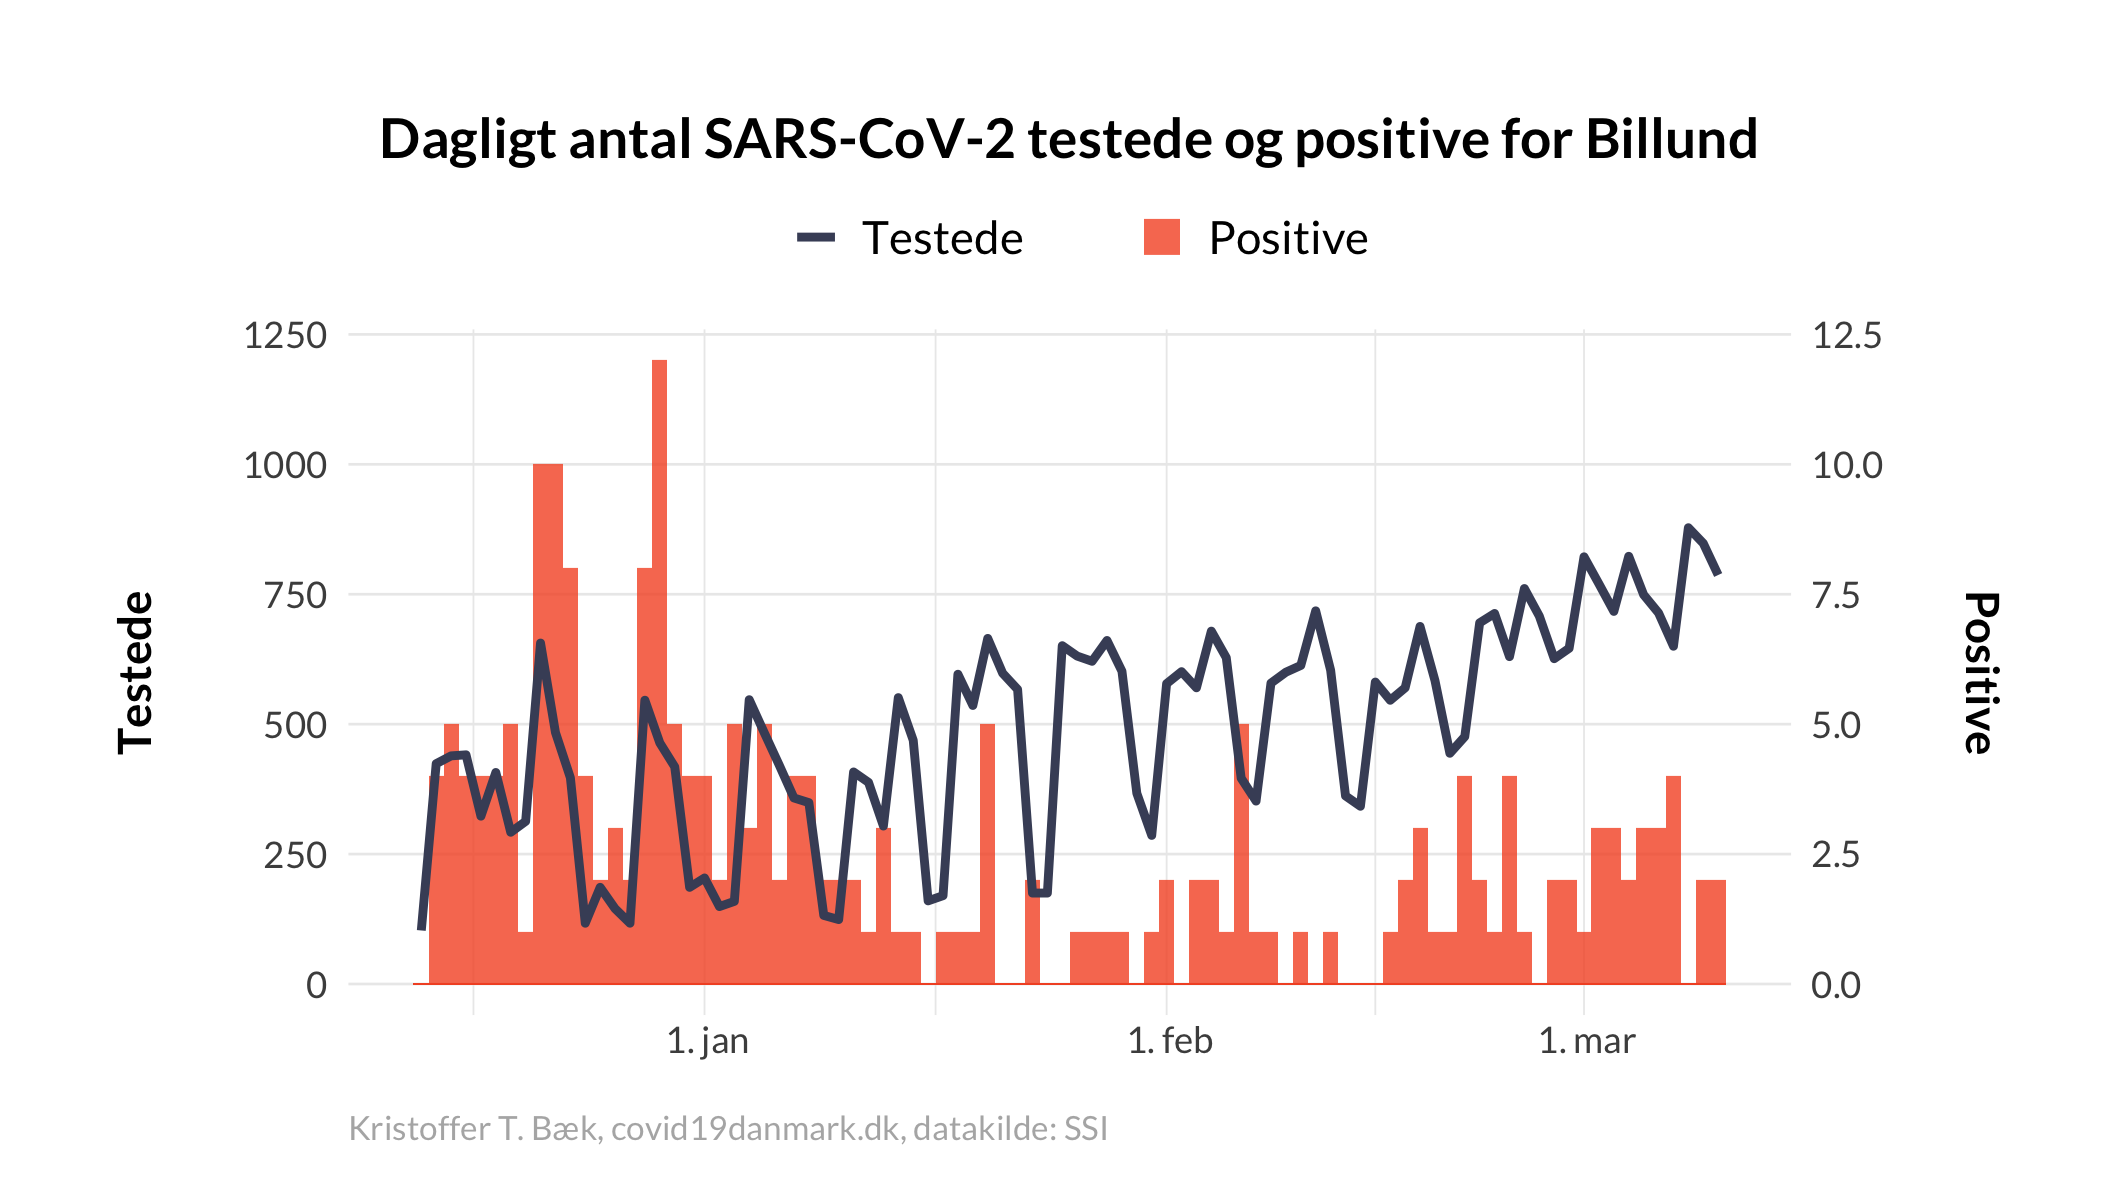 Dagligt antal SARS-CoV-2 testede og positive for Billund
Testede Positive
1250 12.5
1000 10.0
750 7.5
500 5.0
250 2.5
0 0.0
Testede
Positive
1. jan 1. feb 1. mar
Kristoffer T. Bæk, covid19danmark.dk, datakilde: SSI